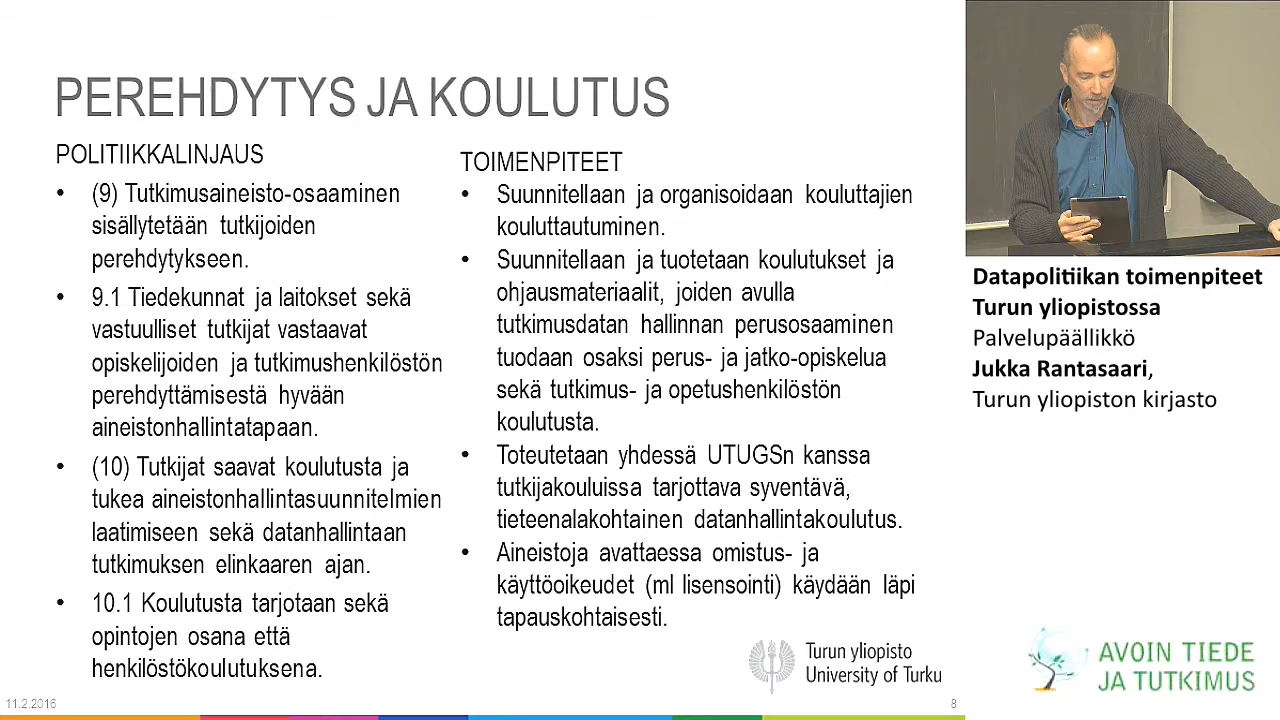 PEREHDYTYS JA KOULUTUS
POLITIIKKALINJAUS
• (9) Tutkimusaineisto-osaaminen
sisällytetään tutkijoiden
perehdytykseen.
• 9.1 Tiedekunnat ja laitokset sekä
vastuulliset tutkijat vastaavat
opiskelijoiden ja tutkimushenkilöstön
perehdyttämisestä hyvään
aineistonhallintatapaan.
• (10) Tutkijat saavat koulutusta ja
tukea aineistonhallintasuunnitelmien
laatimiseen sekä datanhallintaan
tutkimuksen elinkaaren ajan.
• 10.1 Koulutusta tarjotaan sekä
opintojen osana että
henkilöstökoulutuksena.
TOIMENPITEET
• Suunnitellaan ja organisoidaan kouluttajien
kouluttautuminen.
• Suunnitellaan ja tuotetaan koulutukset ja
ohjausmateriaalit, joiden avulla
tutkimusdatan hallinnan perusosaaminen
tuodaan osaksi perus- ja jatko-opiskelua
sekä tutkimus- ja opetushenkilöstön
koulutusta.
• Toteutetaan yhdessä UTUGSn kanssa
tutkijakouluissa tarjottava syventävä,
tieteenalakohtainen datanhallintakoulutus.
• Aineistoja avattaessa omistus- ja
käyttöoikeudet (ml lisensointi) käydään läpi
tapauskohtaisesti.
Turun yliopisto
University of Turku
11.2.2016
8
Datapolitiikan toimenpiteet
Turun yliopistossa
Palvelupäällikkö
Jukka Rantasaari,
Turun yliopiston kirjasto
AVOIN TIEDE
JA TUTKIMUS